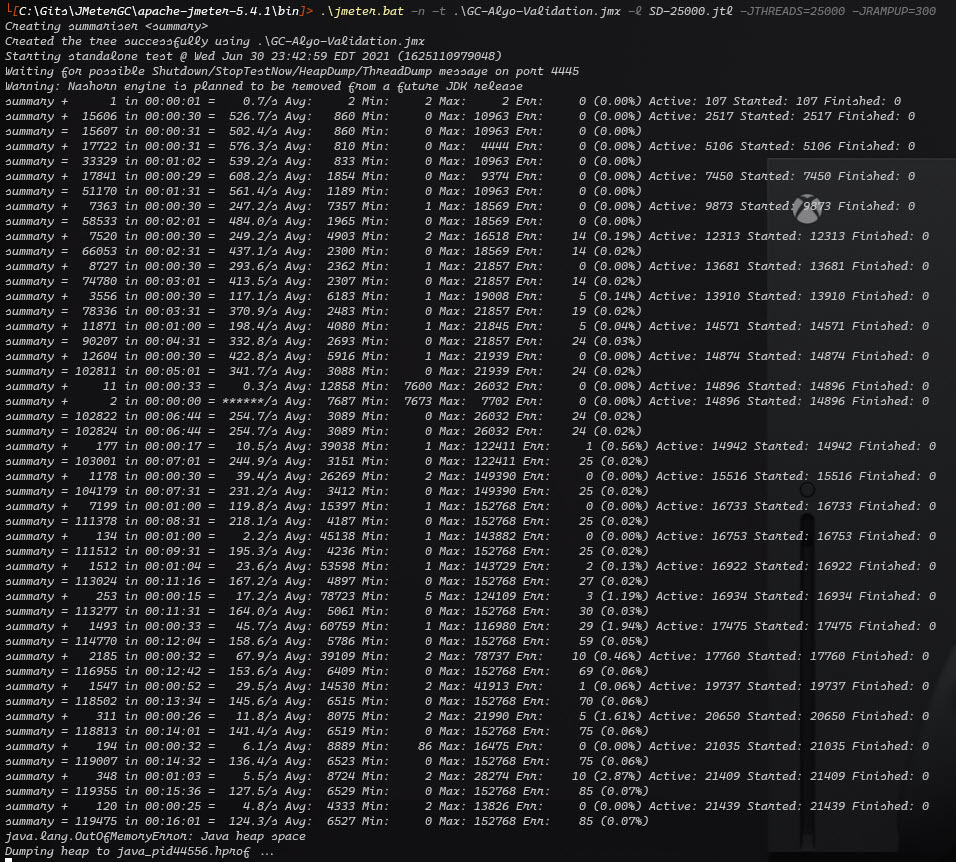 └[C:\Gits\JMeterGC\apache-jmeter-5.4.1\bin]> .\jmeter.bat -n -t .\GC-Algo-Validation.jmx -l SD-25000.jtl -JTHREADS=25000 -JRAMPUP=300
Creating summariser <summary>
Created the tree successfully using .\GC-Algo-Validation.jmx
Starting standalone test @ Wed Jun 30 23:42:59 EDT 2021 (1625110979048)
Waiting for possible Shutdown/StopTestNow/HeapDump/ThreadDump message on port 4445
Warning: Nashorn engine is planned to be removed from a future JDK release
summary + 1 in 00:00:01 = 0.7/s Avg: 2 Min: 2 Max: 2 Err: 0 (0.00%) Active: 107 Started: 107 Finished: 0
summary + 15606 in 00:00:30 = 526.7/s Avg: 860 Min: 0 Max: 10963 Err: 0 (0.00%) Active: 2517 Started: 2517 Finished: 0
summary = 15607 in 00:00:31 = 502.4/s Avg: 860 Min: 0 Max: 10963 Err: 0 (0.00%)
summary + 17722 in 00:00:30 = 576.3/s Avg: 810 Min: 0 Max: 4444 Err: 0 (0.00%) Active: 5106 Started: 5106 Finished: 0
summary = 33329 in 00:01:02 = 539.2/s Avg: 833 Min: 0 Max: 10963 Err: 0 (0.00%)
summary + 17841 in 00:00:29 = 608.2/s Avg: 1854 Min: 0 Max: 9374 Err: 0 (0.00%) Active: 7450 Started: 7450 Finished: 0
summary = 51170 in 00:01:31 = 561.4/s Avg: 1189 Min: 0 Max: 10963 Err: 0 (0.00%)
summary + 7363 in 00:00:30 = 247.2/s Avg: 7357 Min: 1 Max: 18569 Err: 0 (0.00%) Active: 9873 Started: 9873 Finished: 0
summary = 58533 in 00:02:01 = 484.0/s Avg: 1965 Min: 0 Max: 18569 Err: 0 (0.00%)
summary + 7520 in 00:00:30 = 249.2/s Avg: 4903 Min: 2 Max: 16518 Err: 14 (0.19%) Active: 12313 Started: 12313 Finished: 0
summary = 66053 in 00:02:31 = 437.1/s Avg: 2300 Min: 0 Max: 18569 Err: 14 (0.02%)
summary + 8727 in 00:00:30 = 293.6/s Avg: 2362 Min: 1 Max: 21857 Err: 0 (0.00%) Active: 13681 Started: 13681 Finished: 0
summary = 74780 in 00:03:01 = 413.5/s Avg: 2307 Min: 0 Max: 21857 Err: 14 (0.02%)
summary + 3556 in 00:00:30 = 117.1/s Avg: 6183 Min: 1 Max: 19008 Err: 5 (0.14%) Active: 13910 Started: 13910 Finished: 0
summary = 78336 in 00:03:31 = 370.9/s Avg: 2483 Min: 0 Max: 21857 Err: 19 (0.02%)
summary + 11871 in 00:01:00 = 198.4/s Avg: 4080 Min: 1 Max: 21845 Err: 5 (0.04%) Active: 14571 Started: 14571 Finished: 0
summary = 90207 in 00:04:31 = 332.8/s Avg: 2693 Min: 0 Max: 21857 Err: 24 (0.03%)
summary + 12604 in 00:00:30 = 422.8/s Avg: 5916 Min: 1 Max: 21939 Err: 0 (0.00%) Active: 14874 Started: 14874 Finished: 0
summary = 102811 in 00:05:01 = 341.7/s Avg: 3088 Min: 0 Max: 21939 Err: 24 (0.02%)
summary + 11 in 00:00:33 = 0.3/s Avg: 12858 Min: 7600 Max: 26032 Err: 0 (0.00%) Active: 14896 Started: 14896 Finished: 0
summary + 2 in 00:00:00 = ******/s Avg: 7687 Min: 7673 Max: 7702 Err: 0 (0.00%) Active: 14896 Started: 14896 Finished: 0
summary = 102822 in 00:06:44 = 254.7/s Avg: 3089 Min: 0 Max: 26032 Err: 24 (0.02%)
summary = 102824 in 00:06:44 = 254.7/s Avg: 3089 Min: 0 Max: 26032 Err: 24 (0.02%)
summary + 177 in 00:00:17 = 10.5/s Avg: 39038 Min: 1 Max: 122411 Err: 1 (0.56%) Active: 14942 Started: 14942 Finished: 0
summary = 103001 in 00:07:01 = 244.9/s Avg: 3151 Min: 0 Max: 122411 Err: 25 (0.02%)
summary + 1178 in 00:00:30 = 39.4/s Avg: 26269 Min: 2 Max: 149390 Err: 0 (0.00%) Active: 15516 Started: 15516 Finished: 0
summary = 104179 in 00:07:31 = 231.2/s Avg: 3412 Min: 0 Max: 149390 Err: 25 (0.02%)
summary + 7199 in 00:01:00 = 119.8/s Avg: 15397 Min: 1 Max: 152768 Err: 0 (0.00%) Active: 16733 Started: 16733 Finished: 0
summary = 111378 in 00:08:31 = 218.1/s Avg: 4187 Min: 0 Max: 152768 Err: 25 (0.02%)
summary + 134 in 00:01:00 = 2.2/s Avg: 45138 Min: 1 Max: 143882 Err: 0 (0.00%) Active: 16753 Started: 16753 Finished: 0
summary = 111512 in 00:09:31 = 195.3/s Avg: 4236 Min: 0 Max: 152768 Err: 25 (0.02%)
summary + 1512 in 00:01:04 = 23.6/s Avg: 53598 Min: 1 Max: 143729 Err: 2 (0.13%) Active: 16922 Started: 16922 Finished: 0
summary = 113024 in 00:11:16 = 167.2/s Avg: 4897 Min: 0 Max: 152768 Err: 27 (0.02%)
summary + 253 in 00:00:15 = 17.2/s Avg: 78723 Min: 5 Max: 124109 Err: 3 (1.19%) Active: 16934 Started: 16934 Finished: 0
summary = 113277 in 00:11:31 = 164.0/s Avg: 5061 Min: 0 Max: 152768 Err: 30 (0.03%)
summary + 1493 in 00:00:33 = 45.7/s Avg: 60759 Min: 1 Max: 116980 Err: 29 (1.94%) Active: 17475 Started: 17475 Finished: 0
summary = 114770 in 00:12:04 = 158.6/s Avg: 5786 Min: 0 Max: 152768 Err: 59 (0.05%)
summary + 2185 in 00:00:32 = 67.9/s Avg: 39109 Min: 2 Max: 78737 Err: 10 (0.46%) Active: 17760 Started: 17760 Finished: 0
summary = 116955 in 00:12:42 = 153.6/s Avg: 6409 Min: 0 Max: 152768 Err: 69 (0.06%)
summary + 1547 in 00:00:52 = 29.5/s Avg: 14530 Min: 2 Max: 41913 Err: 1 (0.06%) Active: 19737 Started: 19737 Finished: 0
summary = 118502 in 00:13:34 = 145.6/s Avg: 6515 Min: 0 Max: 152768 Err: 70 (0.06%)
summary + 311 in 00:00:26 = 11.8/s Avg: 8075 Min: 2 Max: 21990 Err: 5 (1.61%) Active: 20650 Started: 20650 Finished: 0
summary = 118813 in 00:14:01 = 141.4/s Avg: 6519 Min: 0 Max: 152768 Err: 75 (0.06%)
summary + 194 in 00:00:32 = 6.1/s Avg: 8889 Min: 86 Max: 16475 Err: 0 (0.00%) Active: 21035 Started: 21035 Finished: 0
summary = 119007 in 00:14:32 = 136.4/s Avg: 6523 Min: 0 Max: 152768 Err: 75 (0.06%)
summary + 348 in 00:01:03 = 5.5/s Avg: 8724 Min: 2 Max: 28274 Err: 10 (2.87%) Active: 21409 Started: 21409 Finished: 0
summary = 119355 in 00:15:36 = 127.5/s Avg: 6529 Min: 0 Max: 152768 Err: 85 (0.07%)
summary + 120 in 00:00:25 = 4.8/s Avg: 4333 Min: 2 Max: 13826 Err: 0 (0.00%) Active: 21439 Started: 21439 Finished: 0
summary = 119475 in 00:16:01 = 124.3/s Avg: 6527 Min: 0 Max: 152768 Err: 85 (0.07%)
java.lang.OutOfMemoryError: Java heap space
Dumping heap to java_pid44556.hprof ...